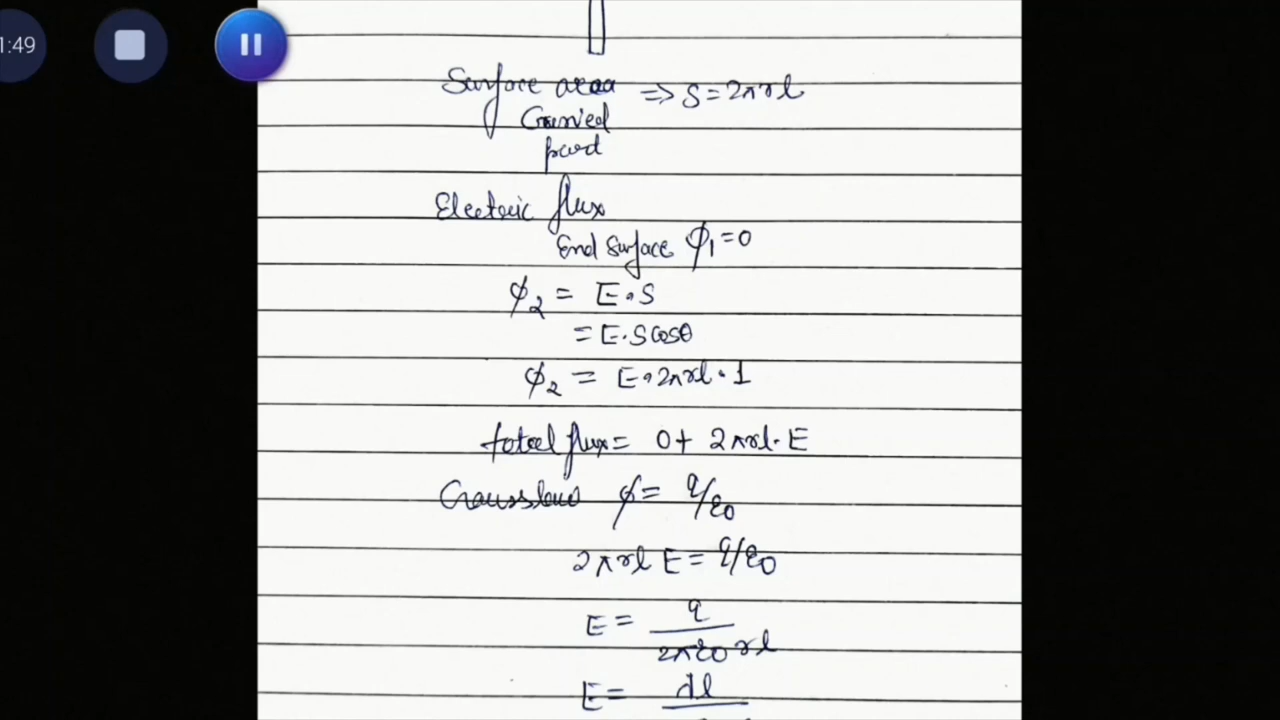 1:49
Surface area ⇒ S = 2πrl
Curved
part
Electric flux
End surface ϕ₁ = 0
ϕ₂ = E.S
= E.S cosθ
ϕ₂ = E.2πrl.1
total flux = 0 + 2πrl.E
Gauss law ϕ = q/ε0
2πrl E = q/ε0
E = q / 2πε0 rl
E = dl